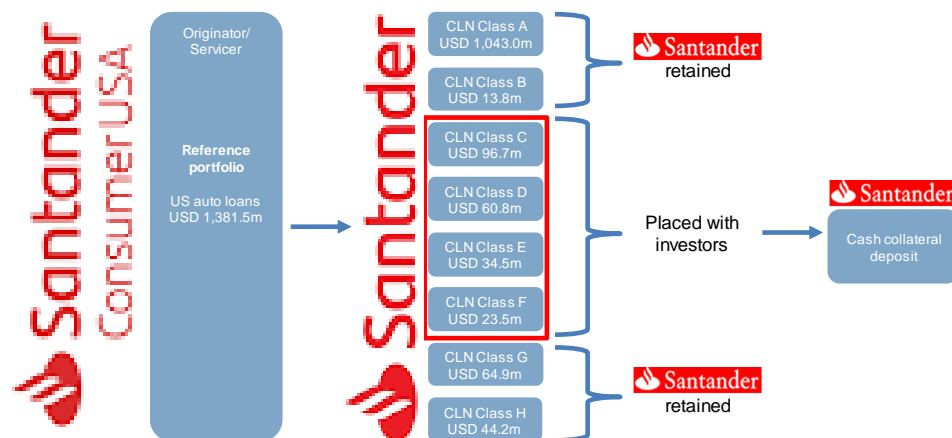 Santander
Consumer USA
Originator/
Servicer
Reference
portfolio
US auto loans
USD 1,381.5m
Santander
CLN Class A
USD 1,043.0m
CLN Class B
USD 13.8m
CLN Class C
USD 96.7m
CLN Class D
USD 60.8m
CLN Class E
USD 34.5m
CLN Class F
USD 23.5m
CLN Class G
USD 64.9m
CLN Class H
USD 44.2m
Santander
retained
Placed with
investors
Santander
retained
Santander
Cash collateral
deposit